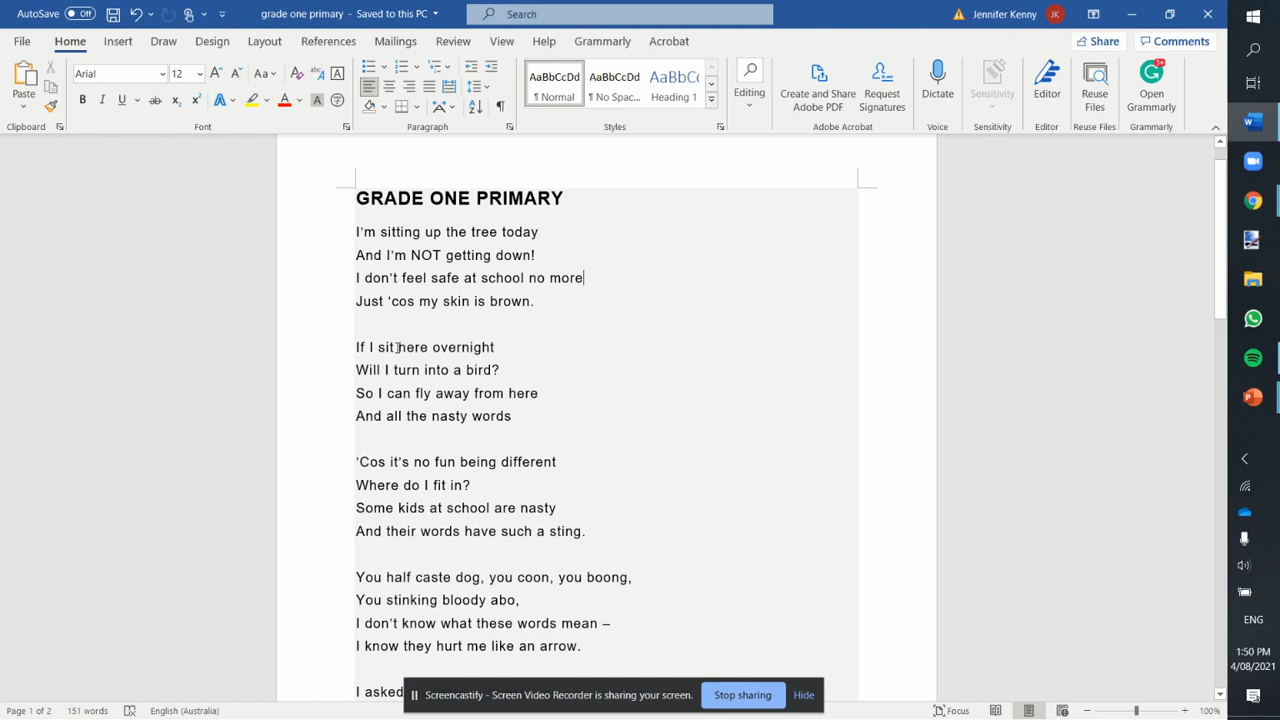 AutoSave Off grade one primary - Saved to this PC Search Jennifer Kenny JK
File Home Insert Draw Design Layout References Mailings Review View Help Grammarly Acrobat Share Comments
Arial 12 Aa A AaBbCcDd AaBbCcDd AaBbCc
Paste B I U ab x₂ x² A A A ¶ Normal ¶ No Spac... Heading 1 Editing Create and Share Adobe PDF Request Signatures Dictate Sensitivity Editor Reuse Files Open Grammarly
Clipboard Font Paragraph Styles Adobe Acrobat Voice Sensitivity Editor Reuse Files Grammarly
GRADE ONE PRIMARY
I'm sitting up the tree today
And I'm NOT getting down!
I don't feel safe at school no more
Just 'cos my skin is brown.
If I sit here overnight
Will I turn into a bird?
So I can fly away from here
And all the nasty words
'Cos it's no fun being different
Where do I fit in?
Some kids at school are nasty
And their words have such a sting.
You half caste dog, you coon, you boong,
You stinking bloody abo,
I don't know what these words mean –
I know they hurt me like an arrow.
I asked
Screencastify - Screen Video Recorder is sharing your screen. Stop sharing Hide
Page 1 of 2 151 words English (Australia) Focus 100%
ENG
1:50 PM
4/08/2021